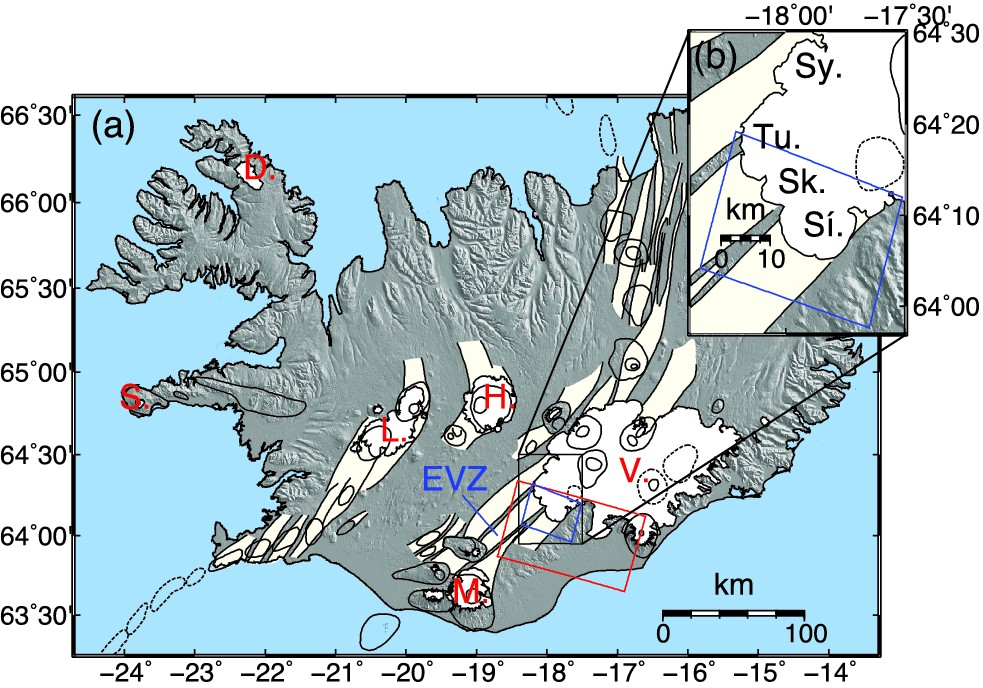 −18˚00' −17˚30'
64˚30'
(b)
Sy.
66˚30'
(a)
64˚20'
Tu.
D.
Sk.
66˚00'
km
64˚10'
Sí.
0 10
65˚30'
64˚00'
65˚00'
S.
H.
L.
64˚30'
V.
EVZ
64˚00'
M.
km
63˚30'
0 100
−24 −23 −22 −21 −20 −19 −18 −17 −16 −15 −14